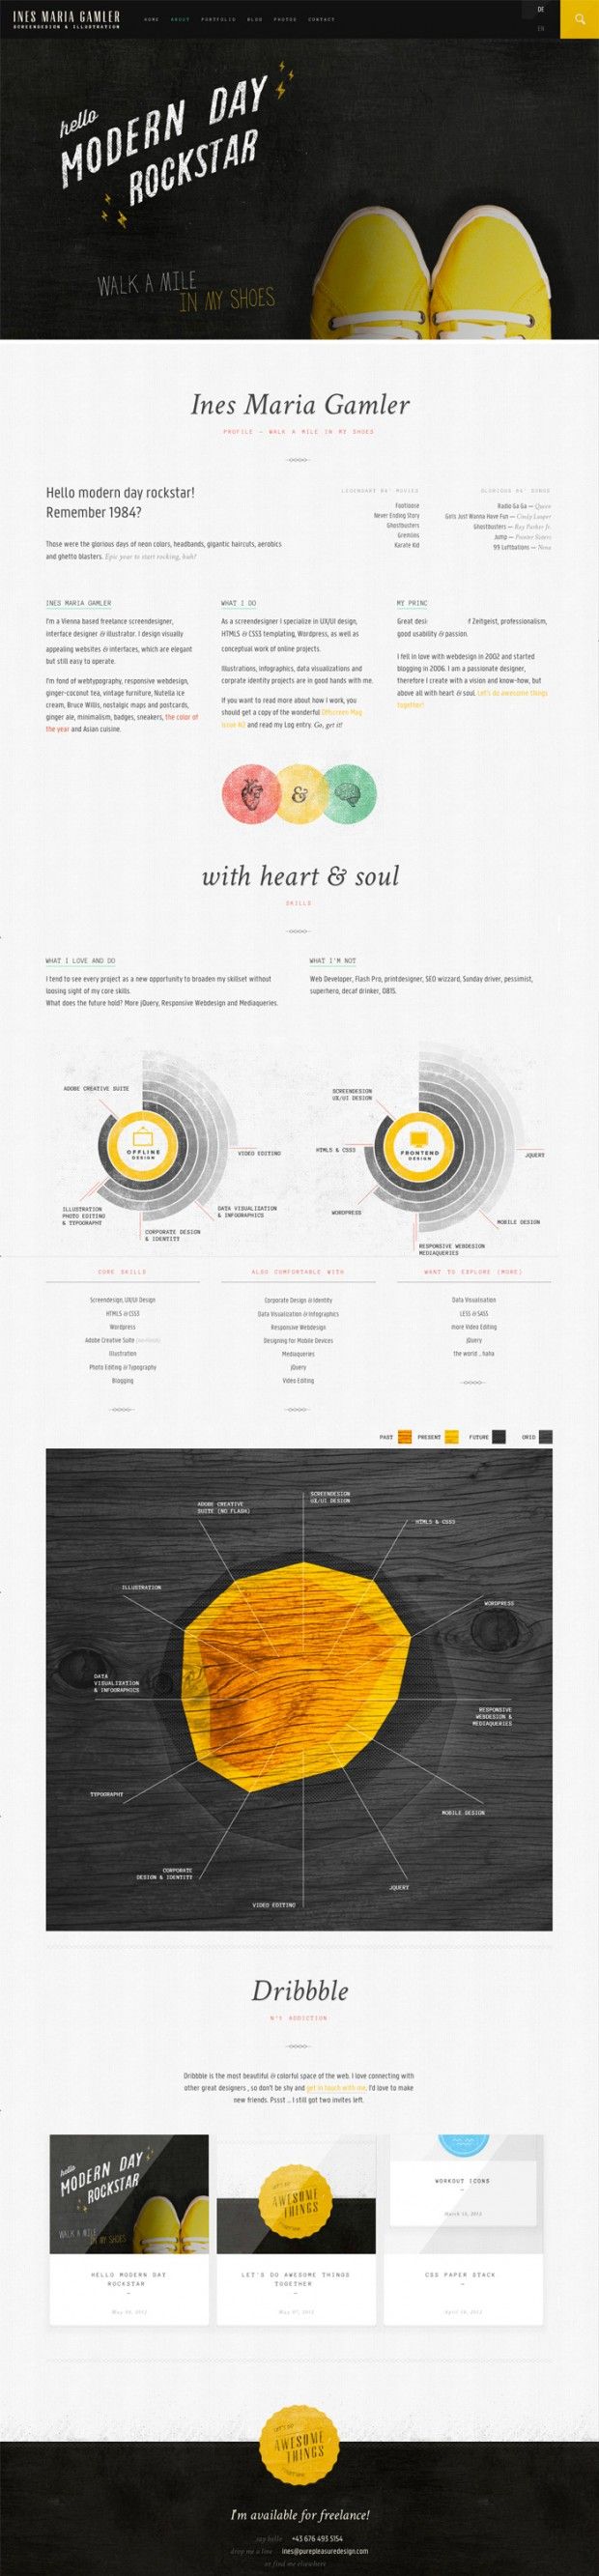 INES MARIA GAMLER
SCREENDESIGN & ILLUSTRATION
HOME ABOUT PORTFOLIO BLOG PHOTOS CONTACT
DE
EN
hello
MODERN DAY
ROCKSTAR
WALK A MILE
IN MY SHOES
Ines Maria Gamler
PROFILE — WALK A MILE IN MY SHOES
Hello modern day rockstar!
Remember 1984?
Those were the glorious days of neon colors, headbands, gigantic haircuts, aerobics
and ghetto blasters. Epic year to start rocking, huh?
LEGENDARY 84' MOVIES
Footloose
Never Ending Story
Ghostbusters
Gremlins
Karate Kid
GLORIOUS 84' SONGS
Radio Ga Ga — Queen
Girls Just Wanna Have Fun — Cindy Lauper
Ghostbusters — Ray Parker Jr.
Jump — Pointer Sisters
99 Luftballons — Nena
INES MARIA GAMLER
I'm a Vienna based freelance screendesigner,
interface designer & illustrator. I design visually
appealing websites & interfaces, which are elegant
but still easy to operate.
I'm fond of webtypography, responsive webdesign,
ginger-coconut tea, vintage furniture, Nutella ice
cream, Bruce Willis, nostalgic maps and postcards,
ginger ale, minimalism, badges, sneakers, the color of
the year and Asian cuisine.
WHAT I DO
As a screendesigner I specialize in UX/UI design,
HTML5 & CSS3 templating, Wordpress, as well as
conceptual work of online projects.
Illustrations, infographics, data visualizations and
corporate identity projects are in good hands with me.
If you want to read more about how I work, you
should get a copy of the wonderful Offscreen Mag
Issue N2 and read my Log entry. Go, get it!
MY PRINC
Great desi f Zeitgeist, professionalism,
good usability & passion.
I fell in love with webdesign in 2002 and started
blogging in 2006. I am a passionate designer,
therefore I create with a vision and know-how, but
above all with heart & soul. Let's do awesome things
together!
&
with heart & soul
SKILLS
WHAT I LOVE AND DO
I tend to see every project as a new opportunity to broaden my skillset without
loosing sight of my core skills.
What does the future hold? More jQuery, Responsive Webdesign and Mediaqueries.
WHAT I'M NOT
Web Developer, Flash Pro, printdesigner, SEO wizzard, Sunday driver, pessimist,
superhero, decaf drinker, 0815.
ADOBE CREATIVE SUITE
OFFLINE
DESIGN
VIDEO EDITING
ILLUSTRATION
PHOTO EDITING
& TYPOGRAPHY
DATA VISUALIZATION
& INFOGRAPHICS
CORPORATE DESIGN
& IDENTITY
SCREENDESIGN
UX/UI DESIGN
HTML5 & CSS3
FRONTEND
DESIGN
JQUERY
WORDPRESS
MOBILE DESIGN
RESPONSIVE WEBDESIGN
MEDIAQUERIES
CORE SKILLS
Screendesign, UX/UI Design
HTML5 & CSS3
Wordpress
Adobe Creative Suite
Illustration
Photo Editing & Typography
Blogging
ALSO COMFORTABLE WITH
Corporate Design & Identity
Data Visualization & Infographics
Responsive Webdesign
Designing for Mobile Devices
Mediaqueries
jQuery
Video Editing
WANT TO EXPLORE (MORE)
Data Visualisation
LESS & SASS
more Video Editing
jQuery
the world .. haha
PAST PRESENT FUTURE GRID
ADOBE CREATIVE
SUITE (NO FLASH)
SCREENDESIGN
UX/UI DESIGN
HTML5 & CSS3
ILLUSTRATION
WORDPRESS
DATA
VISUALIZATION
& INFOGRAPHICS
RESPONSIVE
WEBDESIGN &
MEDIAQUERIES
TYPOGRAPHY
MOBILE DESIGN
CORPORATE
DESIGN & IDENTITY
JQUERY
VIDEO EDITING
Dribbble
N°1 ADDICTION
Dribbble is the most beautiful & colorful space of the web. I love connecting with
other great designers , so don't be shy and get in touch with me. I'd love to make
new friends. Pssst .. I still got two invites left.
hello
MODERN DAY
ROCKSTAR
WALK A MILE
IN MY SHOES
AWESOME
THINGS
WORKOUT ICONS
March 15, 2012
HELLO MODERN DAY
ROCKSTAR
LET'S DO AWESOME THINGS
TOGETHER
CSS PAPER STACK
LET'S DO
AWESOME
THINGS
I'm available for freelance!
say hello +43 676 493 5154
drop me a line ines@purepleasuredesign.com
or find me elsewhere